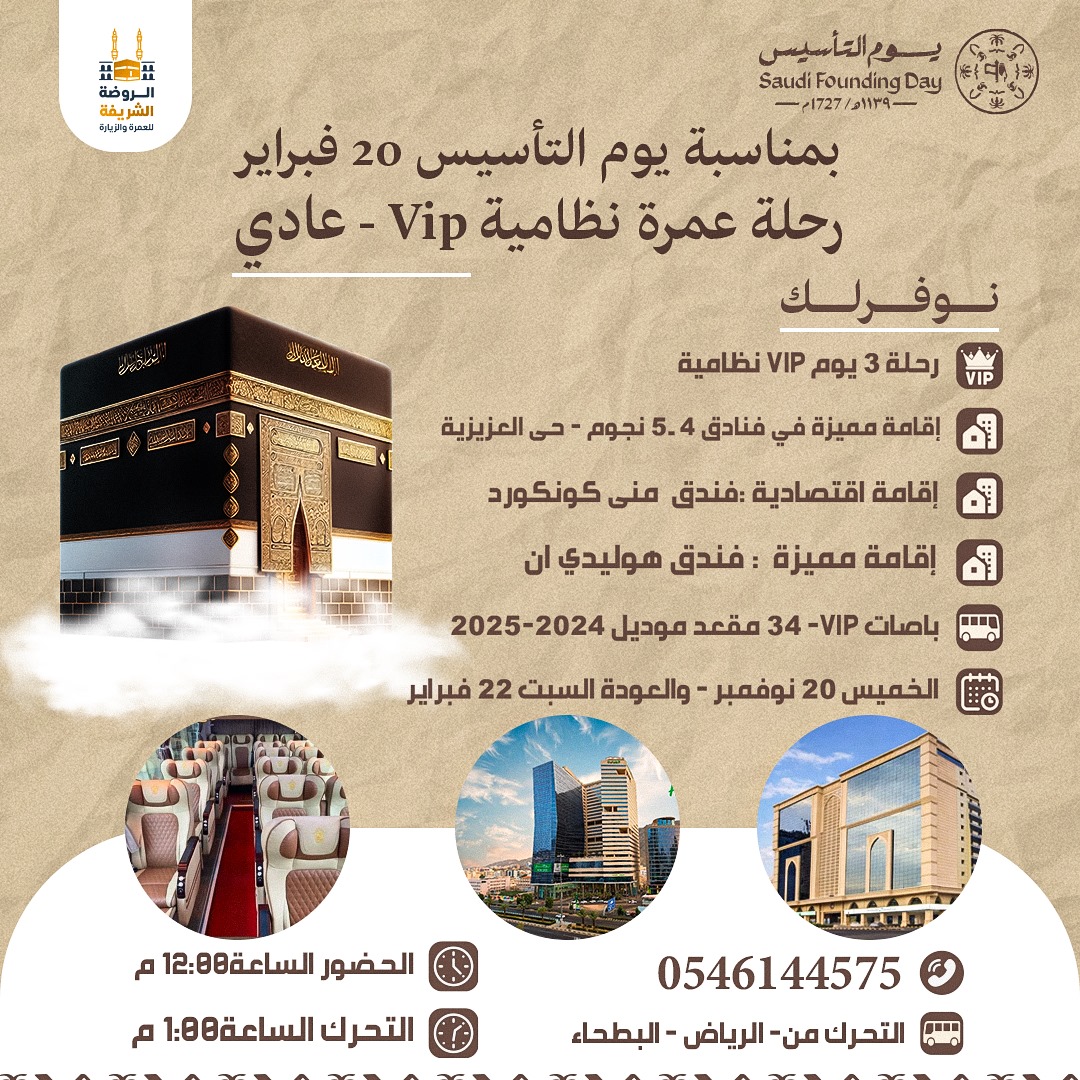 الروضة
الشريفة
للعمرة والزيارة
يوم التأسيس
Saudi Founding Day
١١٣٩هـ/ 1727م
بمناسبة يوم التأسيس 20 فبراير
رحلة عمرة نظامية Vip - عادي
نوفرلك
VIP
رحلة 3 يوم VIP نظامية
إقامة مميزة في فنادق 4 ـ5 نجوم - حى العزيزية
إقامة اقتصادية :فندق منى كونكورد
إقامة مميزة : فندق هوليدي ان
باصات VIP- 34 مقعد موديل 2024-2025
الخميس 20 نوفمبر - والعودة السبت 22 فبراير
الحضور الساعة12:00 م
0546144575
التحرك الساعة1:00 م
التحرك من- الرياض - البطحاء